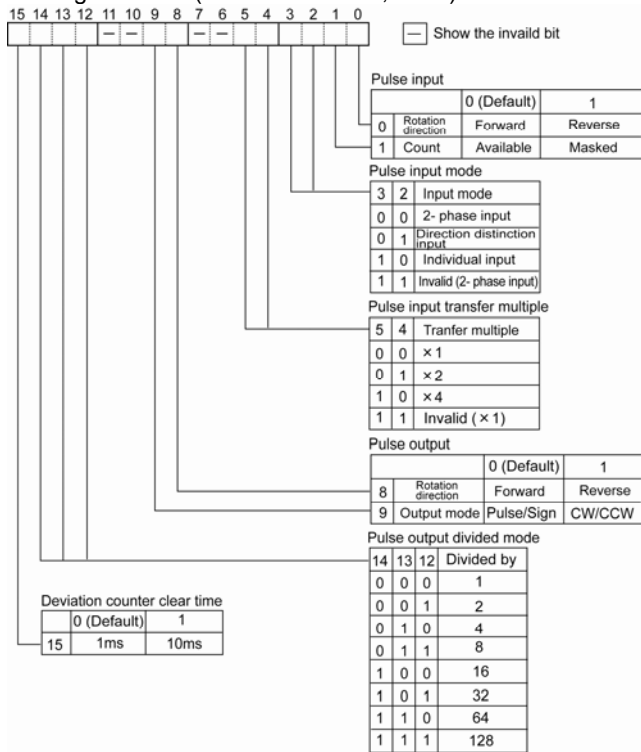 15 14 13 12 11 10 9 8 7 6 5 4 3 2 1 0
— — — —
— Show the invaild bit
Pulse input
0 (Default) 1
0 Rotation direction Forward Reverse
1 Count Available Masked
Pulse input mode
3 2 Input mode
0 0 2- phase input
0 1 Direction distinction input
1 0 Individual input
1 1 Invalid (2- phase input)
Pulse input transfer multiple
5 4 Tranfer multiple
0 0 ×1
0 1 ×2
1 0 ×4
1 1 Invalid (×1)
Pulse output
0 (Default) 1
8 Rotation direction Forward Reverse
9 Output mode Pulse/Sign CW/CCW
Pulse output divided mode
14 13 12 Divided by
0 0 0 1
0 0 1 2
0 1 0 4
0 1 1 8
1 0 0 16
1 0 1 32
1 1 0 64
1 1 1 128
Deviation counter clear time
0 (Default) 1
15 1ms 10ms